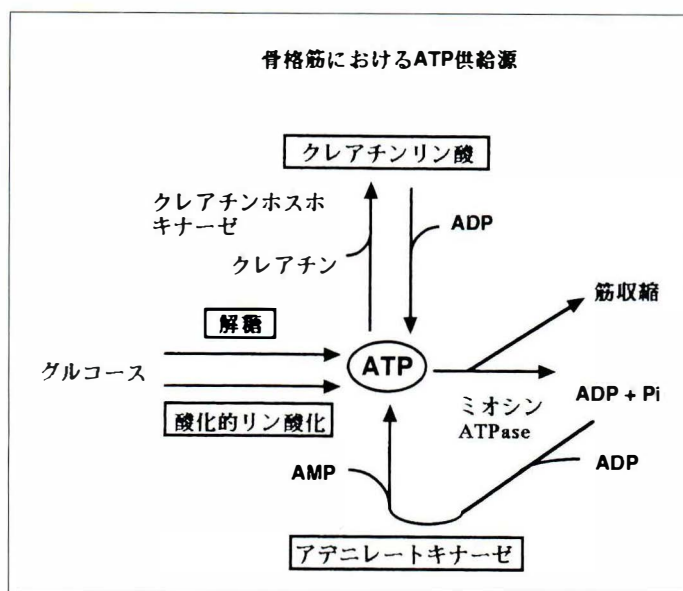 骨格筋におけるATP供給源
クレアチンリン酸
クレアチンホスホ
キナーゼ
ADP
クレアチン
筋収縮
解糖
ATP
グルコース
ミオシン
ATPase
ADP + Pi
酸化的リン酸化
AMP
ADP
アデニレートキナーゼ